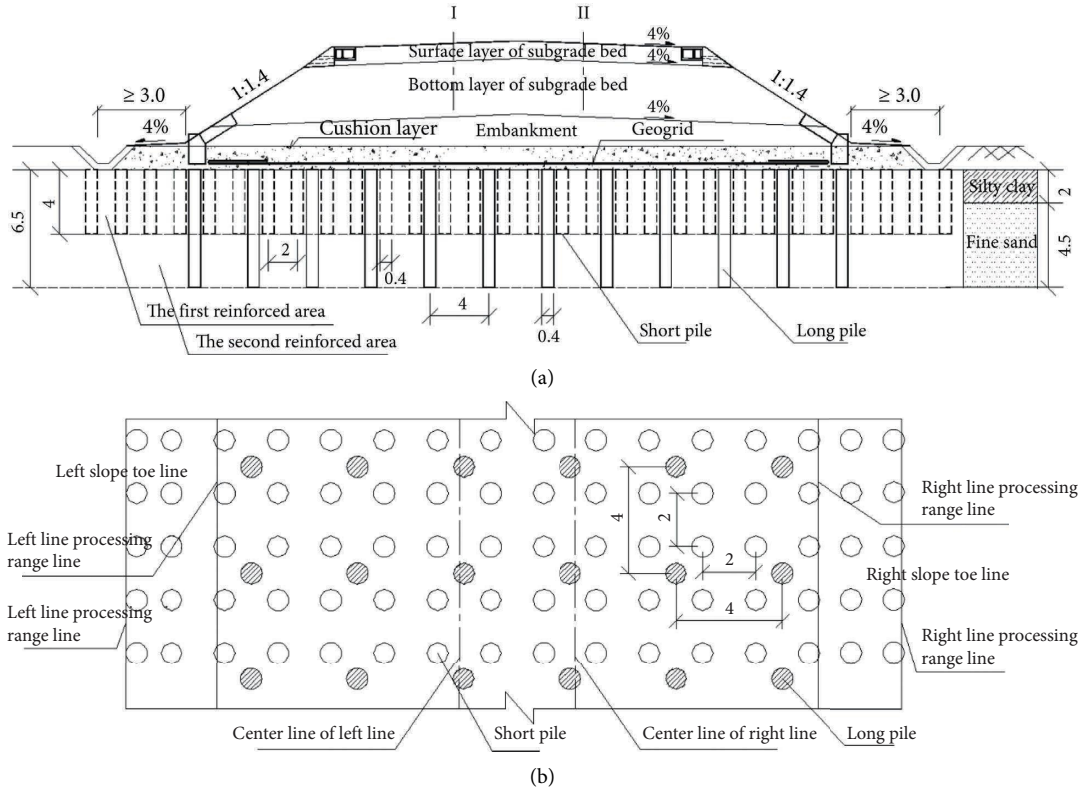 I
II
4%
Surface layer of subgrade bed
4%
Bottom layer of subgrade bed
1:1.4
1:1.4
≥ 3.0
≥ 3.0
4%
4%
Cushion layer
Embankment
Geogrid
4%
Silty clay
2
4
6.5
Fine sand
4.5
2
0.4
4
0.4
The first reinforced area
The second reinforced area
Short pile
Long pile
(a)
Left slope toe line
Left line processing
range line
Left line processing
range line
Right line processing
range line
Right slope toe line
Right line processing
range line
4
2
2
4
Center line of left line
Short pile
Center line of right line
Long pile
(b)